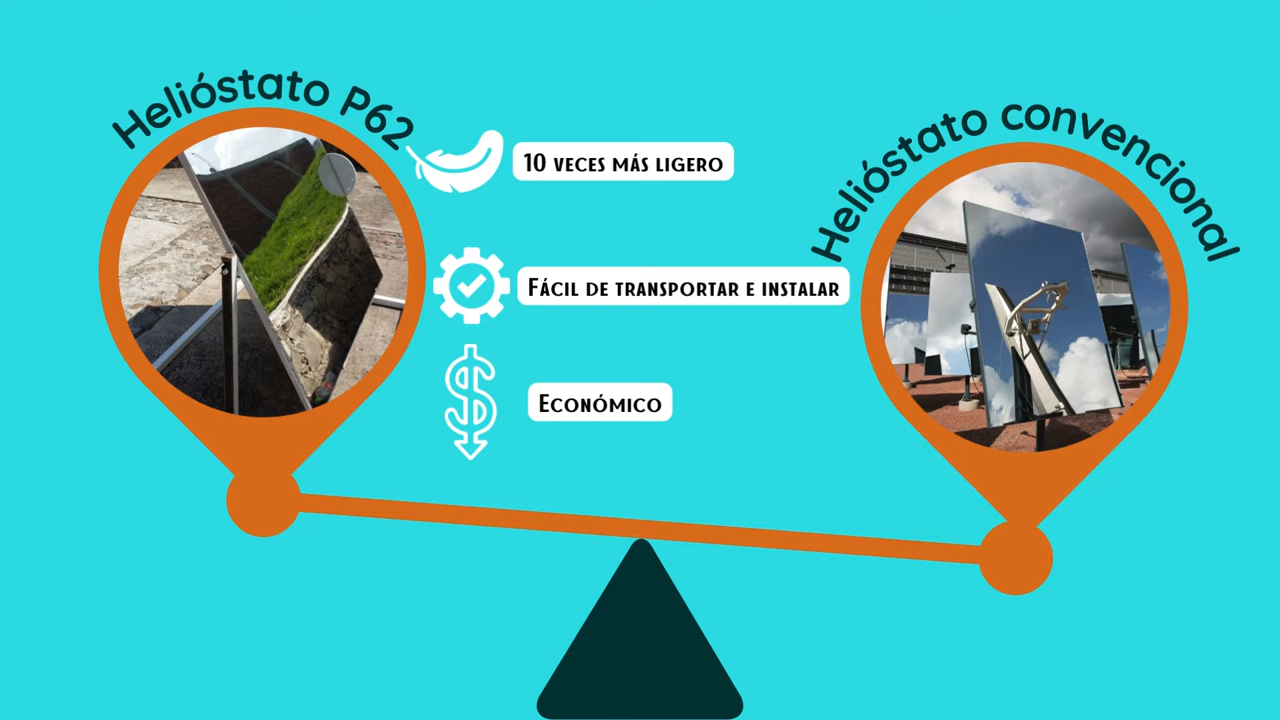 Helióstato P62
Helióstato convencional
10 VECES MÁS LIGERO
FÁCIL DE TRANSPORTAR E INSTALAR
ECONÓMICO